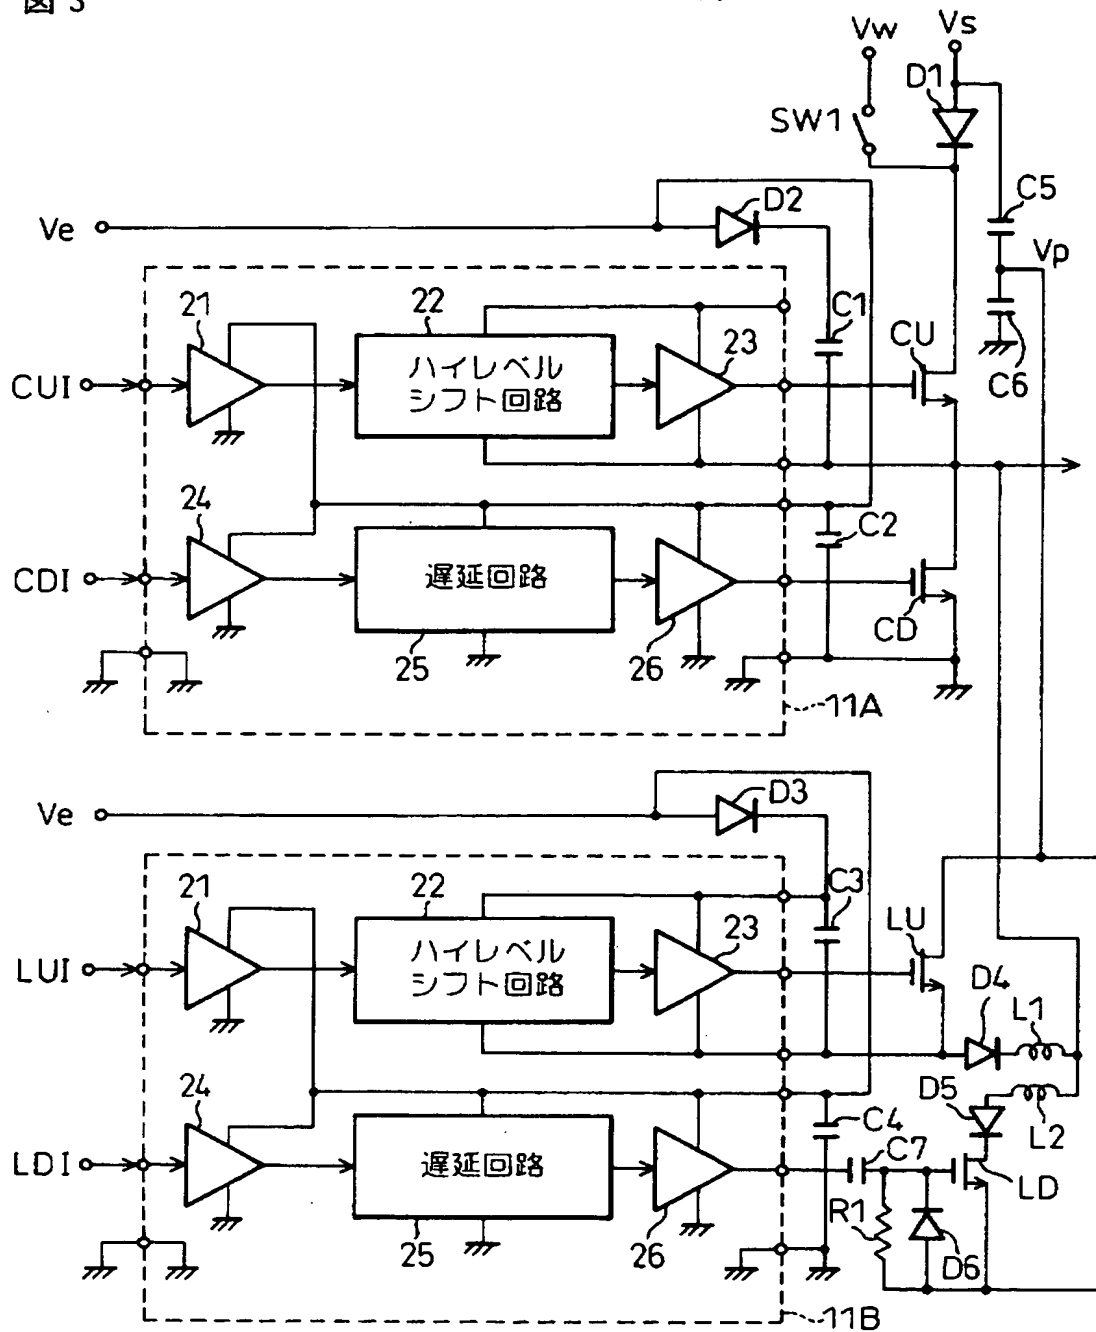 図3
Vw
Vs
D1
SW1
C5
Vp
C6
Ve
D2
C1
CU
21
22
ハイレベル
シフト回路
23
CUI
24
C2
CDI
遅延回路
25
26
CD
11A
Ve
D3
21
22
ハイレベル
シフト回路
23
C3
LU
LUI
D4
L1
24
D5
L2
C4
C7
LDI
遅延回路
LD
R1
25
26
D6
11B